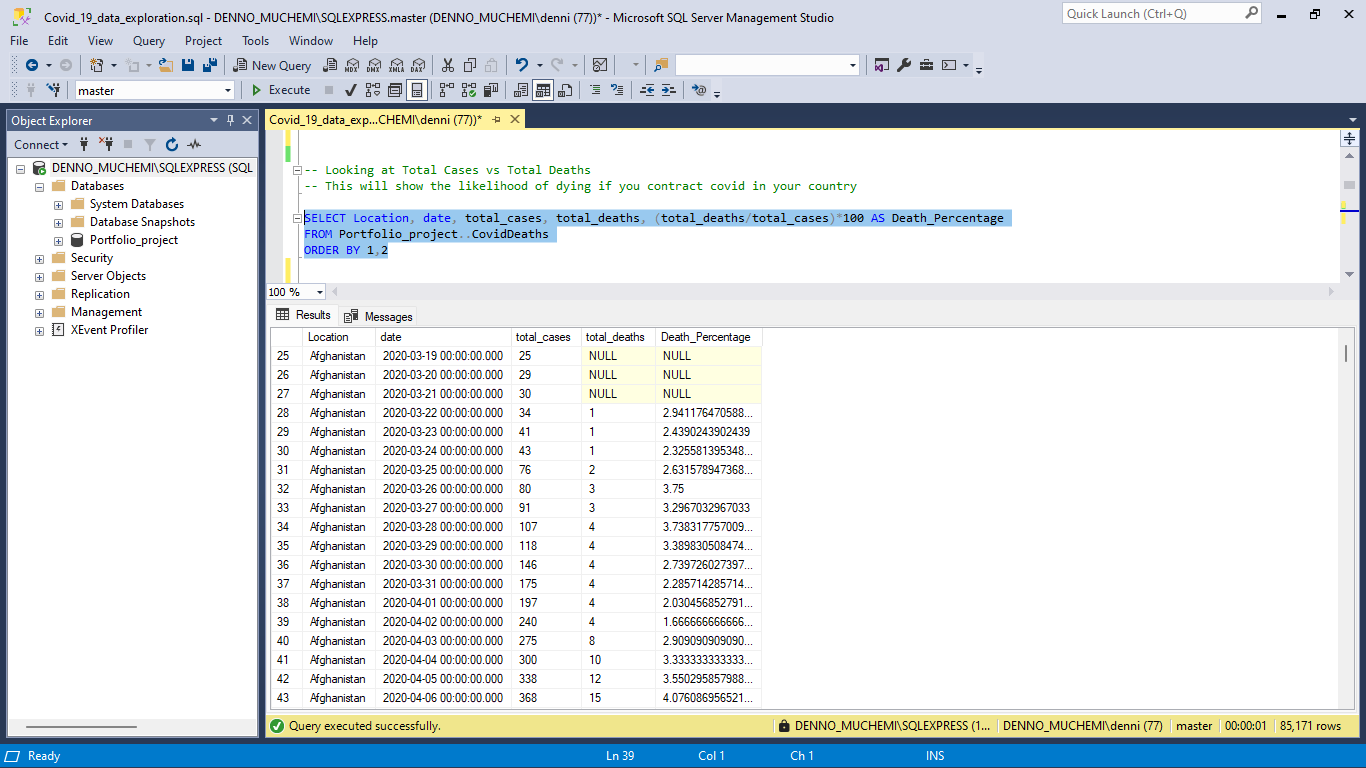 Covid_19_data_exploration.sql - DENNO_MUCHEMI\SQLEXPRESS.master (DENNO_MUCHEMI\denni (77))* - Microsoft SQL Server Management Studio
Quick Launch (Ctrl+Q)
File Edit View Query Project Tools Window Help
New Query MDX DMX XMLA DAX
master Execute
Object Explorer
Connect
DENNO_MUCHEMI\SQLEXPRESS (SQL
Databases
System Databases
Database Snapshots
Portfolio_project
Security
Server Objects
Replication
Management
XEvent Profiler
Covid_19_data_exp...CHEMI\denni (77))*
-- Looking at Total Cases vs Total Deaths
-- This will show the likelihood of dying if you contract covid in your country
SELECT Location, date, total_cases, total_deaths, (total_deaths/total_cases)*100 AS Death_Percentage
FROM Portfolio_project..CovidDeaths
ORDER BY 1,2
100 %
Results Messages
Location date total_cases total_deaths Death_Percentage
25 Afghanistan 2020-03-19 00:00:00.000 25 NULL NULL
26 Afghanistan 2020-03-20 00:00:00.000 29 NULL NULL
27 Afghanistan 2020-03-21 00:00:00.000 30 NULL NULL
28 Afghanistan 2020-03-22 00:00:00.000 34 1 2.941176470588...
29 Afghanistan 2020-03-23 00:00:00.000 41 1 2.4390243902439
30 Afghanistan 2020-03-24 00:00:00.000 43 1 2.325581395348...
31 Afghanistan 2020-03-25 00:00:00.000 76 2 2.631578947368...
32 Afghanistan 2020-03-26 00:00:00.000 80 3 3.75
33 Afghanistan 2020-03-27 00:00:00.000 91 3 3.2967032967033
34 Afghanistan 2020-03-28 00:00:00.000 107 4 3.738317757009...
35 Afghanistan 2020-03-29 00:00:00.000 118 4 3.389830508474...
36 Afghanistan 2020-03-30 00:00:00.000 146 4 2.739726027397...
37 Afghanistan 2020-03-31 00:00:00.000 175 4 2.285714285714...
38 Afghanistan 2020-04-01 00:00:00.000 197 4 2.030456852791...
39 Afghanistan 2020-04-02 00:00:00.000 240 4 1.666666666666...
40 Afghanistan 2020-04-03 00:00:00.000 275 8 2.909090909090...
41 Afghanistan 2020-04-04 00:00:00.000 300 10 3.333333333333...
42 Afghanistan 2020-04-05 00:00:00.000 338 12 3.550295857988...
43 Afghanistan 2020-04-06 00:00:00.000 368 15 4.076086956521...
Query executed successfully. DENNO_MUCHEMI\SQLEXPRESS (1... DENNO_MUCHEMI\denni (77) master 00:00:01 85,171 rows
Ready Ln 39 Col 1 Ch 1 INS